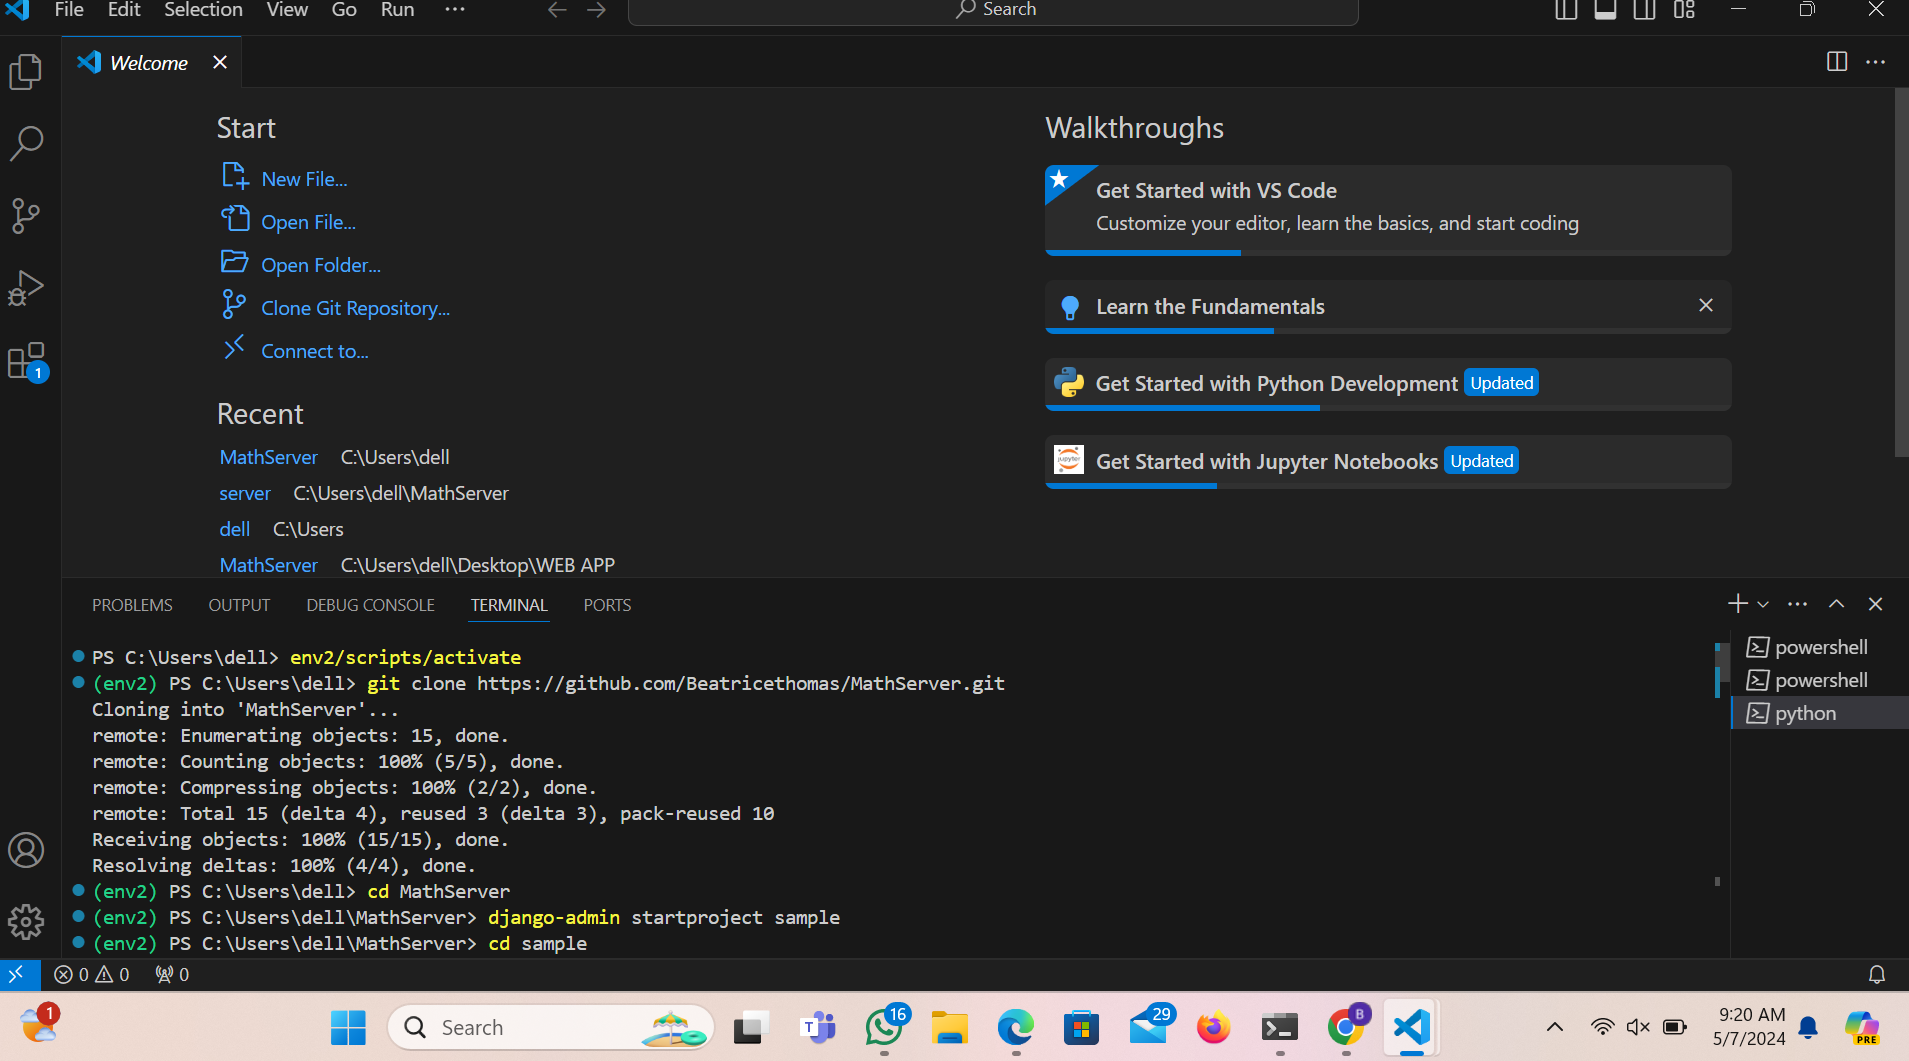 File Edit Selection View Go Run ···
Search
Welcome
Start
New File...
Open File...
Open Folder...
Clone Git Repository...
Connect to...
Recent
MathServer C:\Users\dell
server C:\Users\dell\MathServer
dell C:\Users
MathServer C:\Users\dell\Desktop\WEB APP
Walkthroughs
Get Started with VS Code
Customize your editor, learn the basics, and start coding
Learn the Fundamentals
Get Started with Python Development Updated
jupyter
Get Started with Jupyter Notebooks Updated
1
PROBLEMS OUTPUT DEBUG CONSOLE TERMINAL PORTS
PS C:\Users\dell> env2/scripts/activate
(env2) PS C:\Users\dell> git clone https://github.com/Beatricethomas/MathServer.git
Cloning into 'MathServer'...
remote: Enumerating objects: 15, done.
remote: Counting objects: 100% (5/5), done.
remote: Compressing objects: 100% (2/2), done.
remote: Total 15 (delta 4), reused 3 (delta 3), pack-reused 10
Receiving objects: 100% (15/15), done.
Resolving deltas: 100% (4/4), done.
(env2) PS C:\Users\dell> cd MathServer
(env2) PS C:\Users\dell\MathServer> django-admin startproject sample
(env2) PS C:\Users\dell\MathServer> cd sample
powershell
powershell
python
0 0 0
1
Search
T
16
29
B
9:20 AM
5/7/2024
PRE